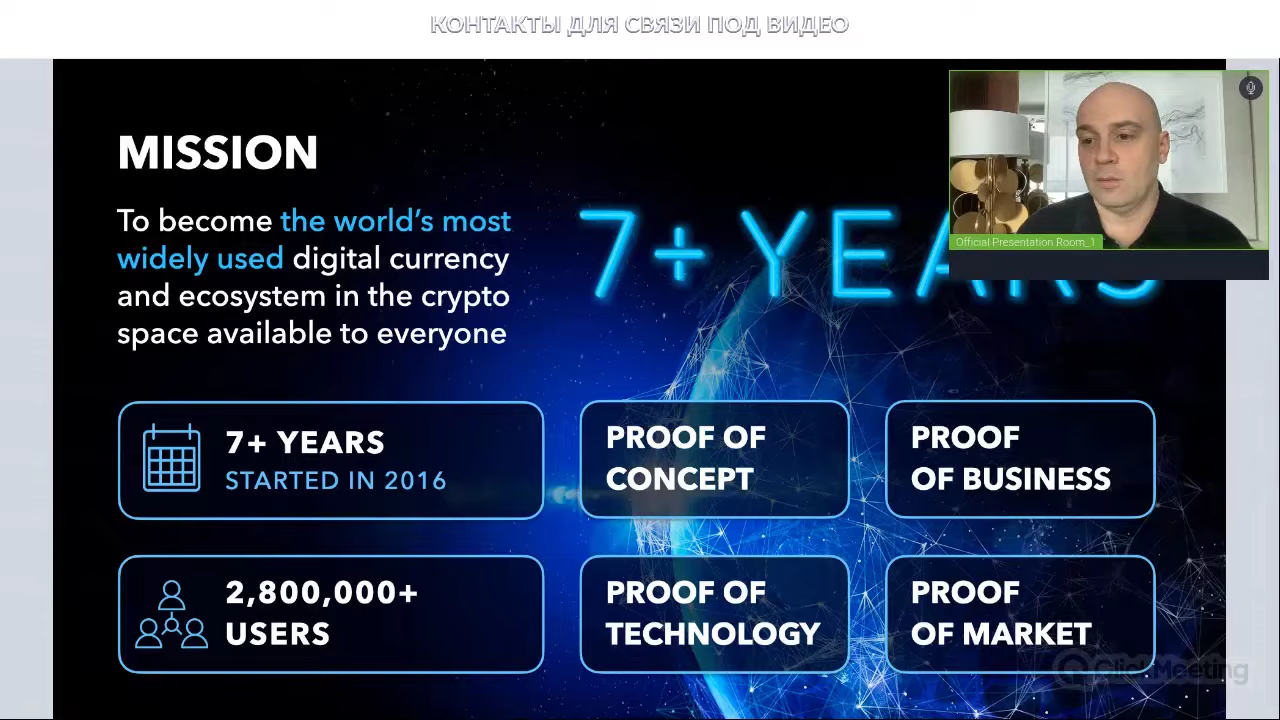 КОНТАКТЫ ДЛЯ СВЯЗИ ПОД ВИДЕО
MISSION
To become the world's most
widely used digital currency
and ecosystem in the crypto
space available to everyone
7+ YEARS
Official Presentation Room_1
7+ YEARS
STARTED IN 2016
PROOF OF
CONCEPT
PROOF
OF BUSINESS
2,800,000+
USERS
PROOF OF
TECHNOLOGY
PROOF
OF MARKET
ClickMeeting